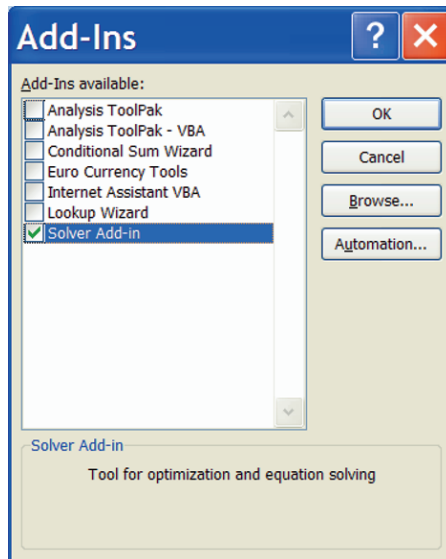 Add-Ins ?
Add-Ins available:
Analysis ToolPak
Analysis ToolPak - VBA
Conditional Sum Wizard
Euro Currency Tools
Internet Assistant VBA
Lookup Wizard
Solver Add-in
OK
Cancel
Browse...
Automation...
Solver Add-in
Tool for optimization and equation solving